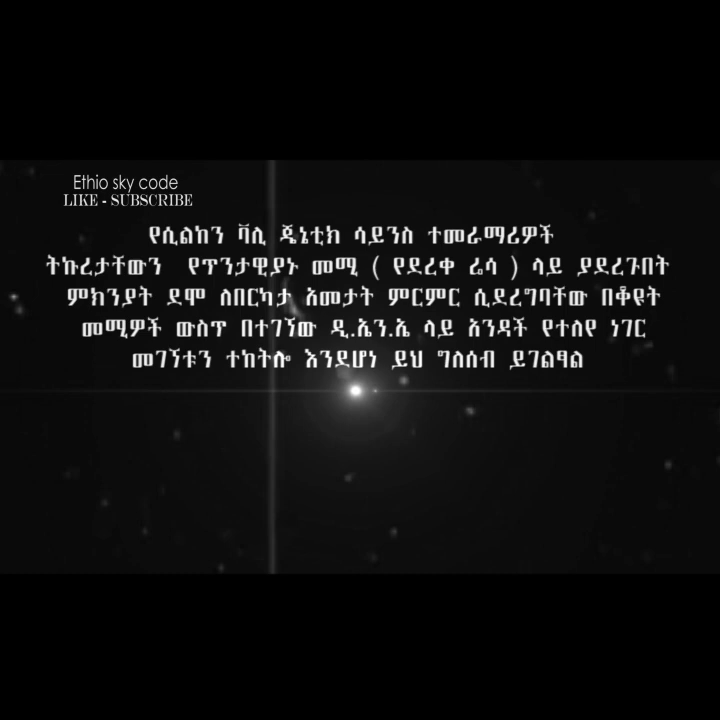 Ethio sky code
LIKE - SUBSCRIBE
የሲልከን ቫሊ ጄኔቲክ ሳይንስ ተመራማሪዎች
ትኩረታቸውን የጥንታዊያኑ መሚ ( የደረቀ ሬሳ ) ላይ ያደረጉበት
ምክንያት ደሞ ለበርካታ አመታት ምርምር ሲደረግባቸው በቆዩት
መሚዎች ውስጥ በተገኘው ዲ.ኤን.ኤ ላይ አንዳች የተለየ ነገር
መገኘቱን ተከትሎ እንደሆነ ይህ ግለሰብ ይገልፃል